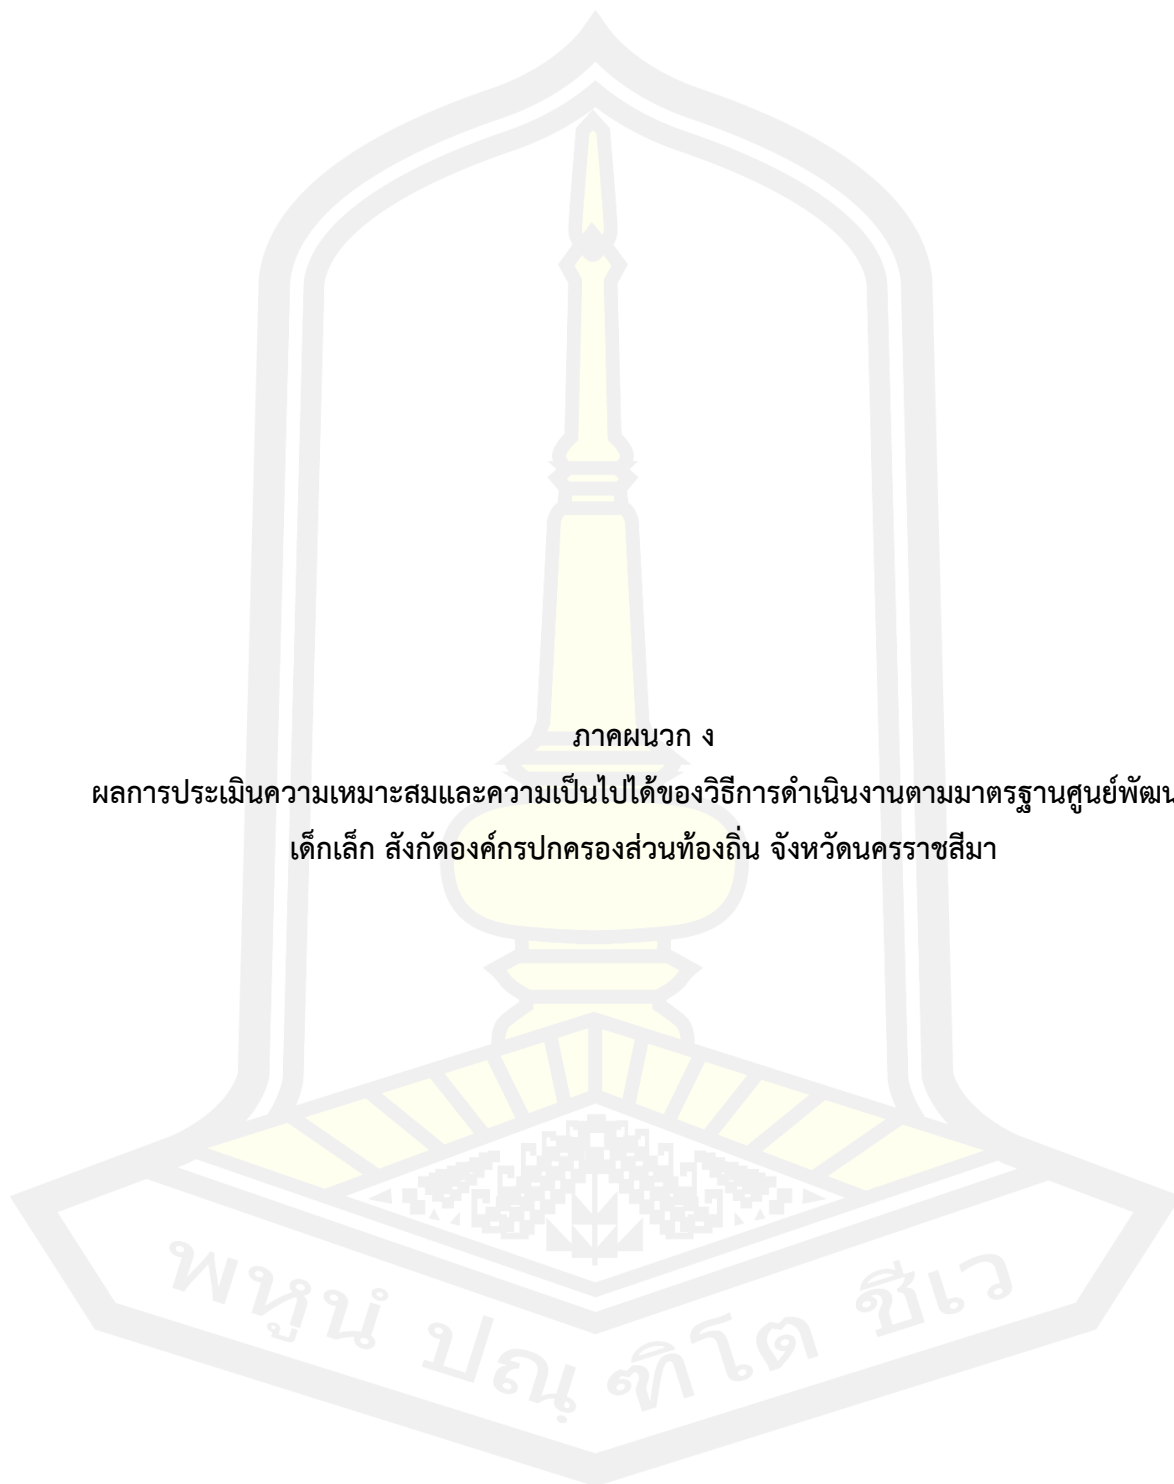 ภาคผนวก ง
ผลการประเมินความเหมาะสมและความเป็นไปได้ของวิธีการดำเนินงานตามมาตรฐานศูนย์พัฒน
เด็กเล็ก สังกัดองค์กรปกครองส่วนท้องถิ่น จังหวัดนครราชสีมา
พหูนํ ปณฺฑิโต ชีเว